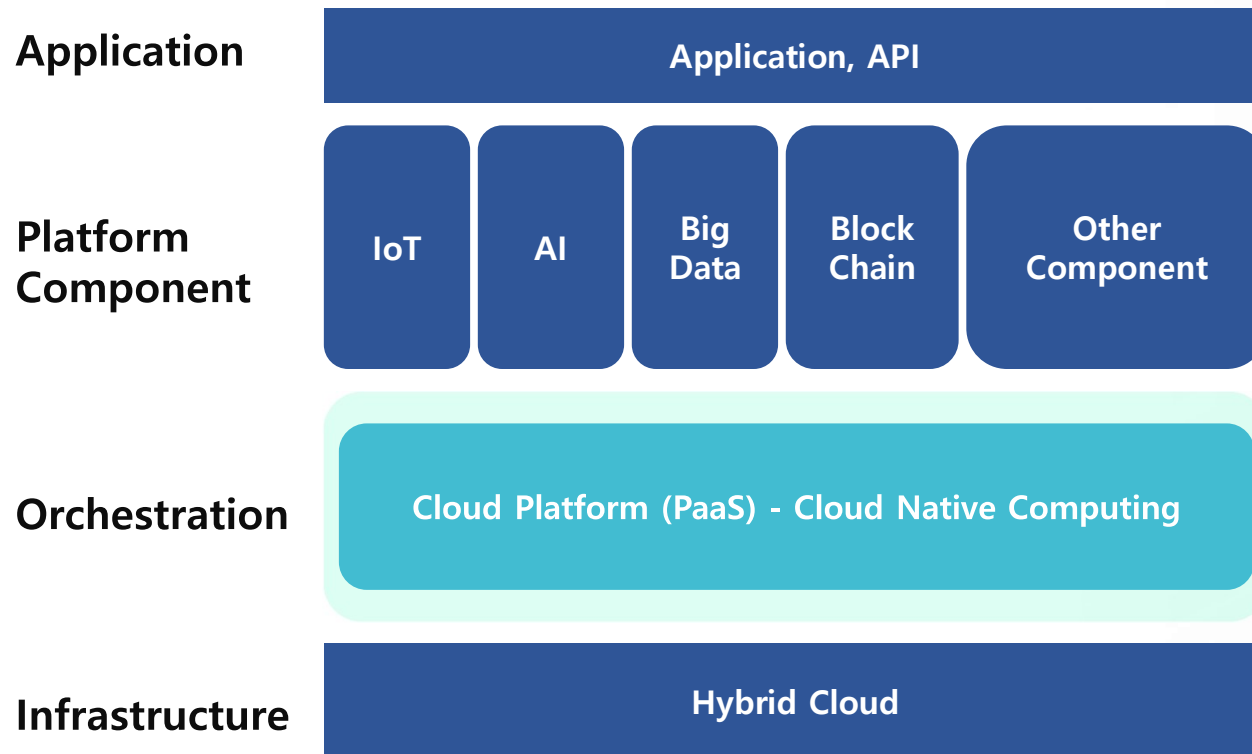 Application
Application, API
Platform
Component
IoT
AI
Big
Data
Block
Chain
Other
Component
Orchestration
Cloud Platform (PaaS) - Cloud Native Computing
Infrastructure
Hybrid Cloud